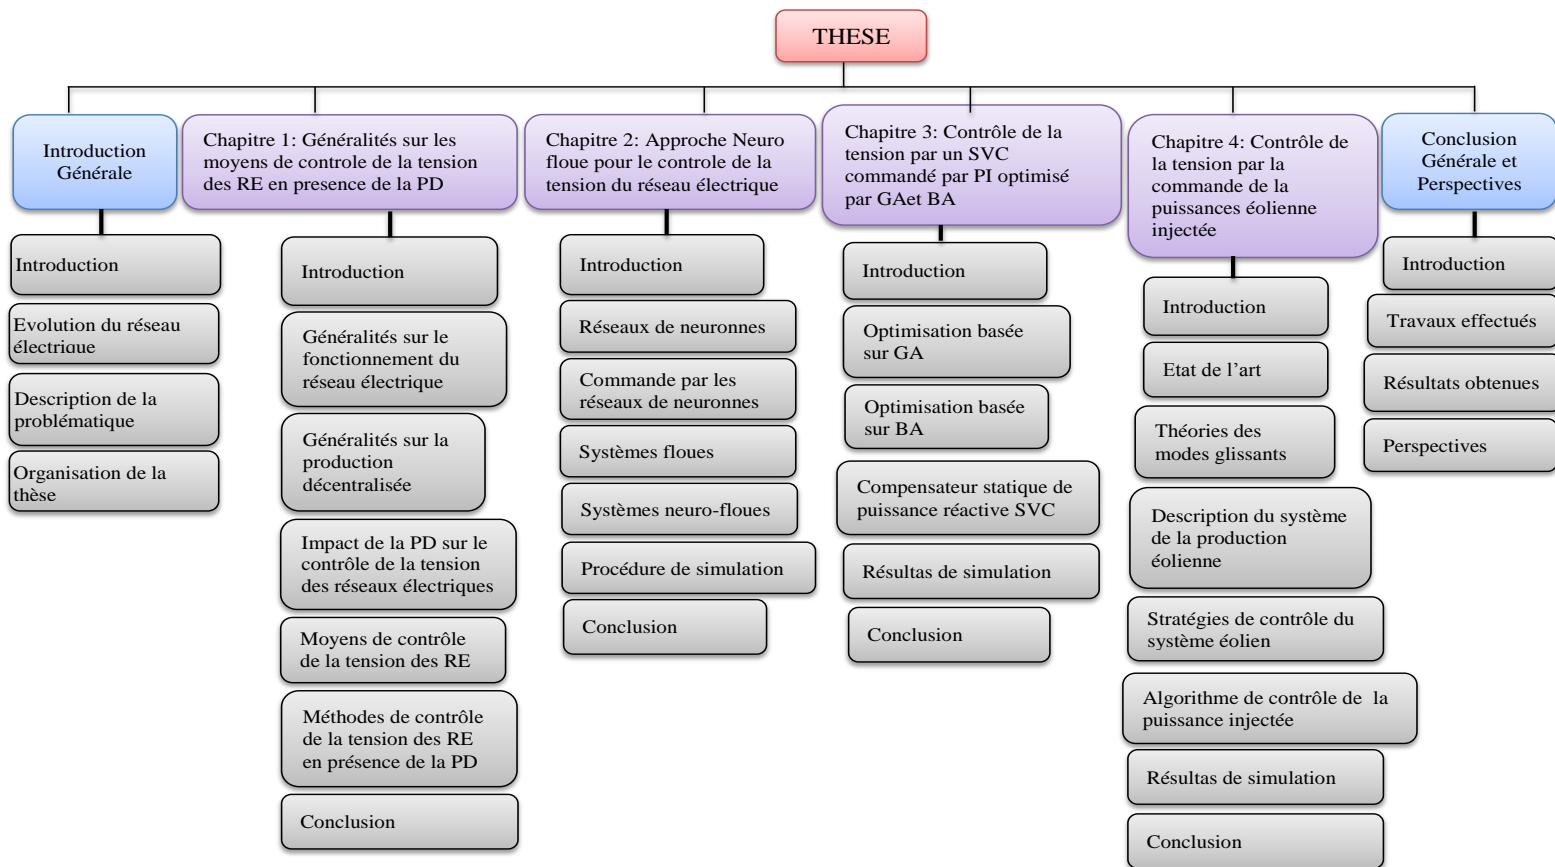 THESE
Introduction
Générale
Introduction
Evolution du réseau
électrique
Description de la
problématique
Organisation de la
thèse
Chapitre 1: Généralités sur les
moyens de controle de la tension
des RE en presence de la PD
Introduction
Généralités sur le
fonctionnement du
réseau électrique
Généralités sur la
production
décentralisée
Impact de la PD sur le
contrôle de la tension
des réseaux électriques
Moyens de contrôle
de la tension des RE
Méthodes de contrôle
de la tension des RE
en présence de la PD
Conclusion
Chapitre 2: Approche Neuro
floue pour le controle de la
tension du réseau électrique
Introduction
Réseaux de neuronnes
Commande par les
réseaux de neuronnes
Systèmes floues
Systèmes neuro-floues
Procédure de simulation
Conclusion
Chapitre 3: Contrôle de la
tension par un SVC
commandé par PI optimisé
par GAet BA
Introduction
Optimisation basée
sur GA
Optimisation basée
sur BA
Compensateur statique de
puissance réactive SVC
Résultas de simulation
Conclusion
Chapitre 4: Contrôle de
la tension par la
commande de la
puissances éolienne
injectée
Introduction
Etat de l’art
Théories des
modes glissants
Description du système
de la production
éolienne
Stratégies de contrôle du
système éolien
Algorithme de contrôle de la
puissance injectée
Résultas de simulation
Conclusion
Conclusion
Générale et
Perspectives
Introduction
Travaux effectués
Résultats obtenues
Perspectives